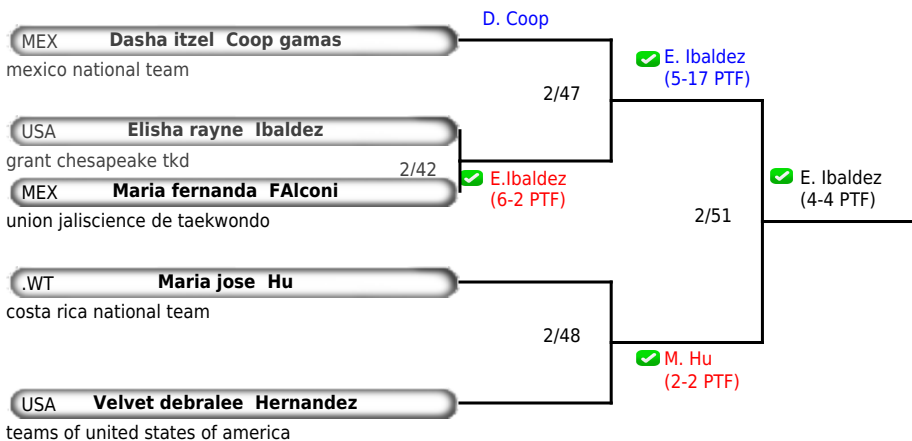 D. Coop
MEX Dasha itzel Coop gamas
mexico national team
E. Ibaldez
(5-17 PTF)
2/47
USA Elisha rayne Ibaldez
grant chesapeake tkd
2/42
E.Ibaldez
(6-2 PTF)
MEX Maria fernanda FAlconi
union jaliscience de taekwondo
E. Ibaldez
(4-4 PTF)
2/51
.WT Maria jose Hu
costa rica national team
2/48
M. Hu
(2-2 PTF)
USA Velvet debralee Hernandez
teams of united states of america